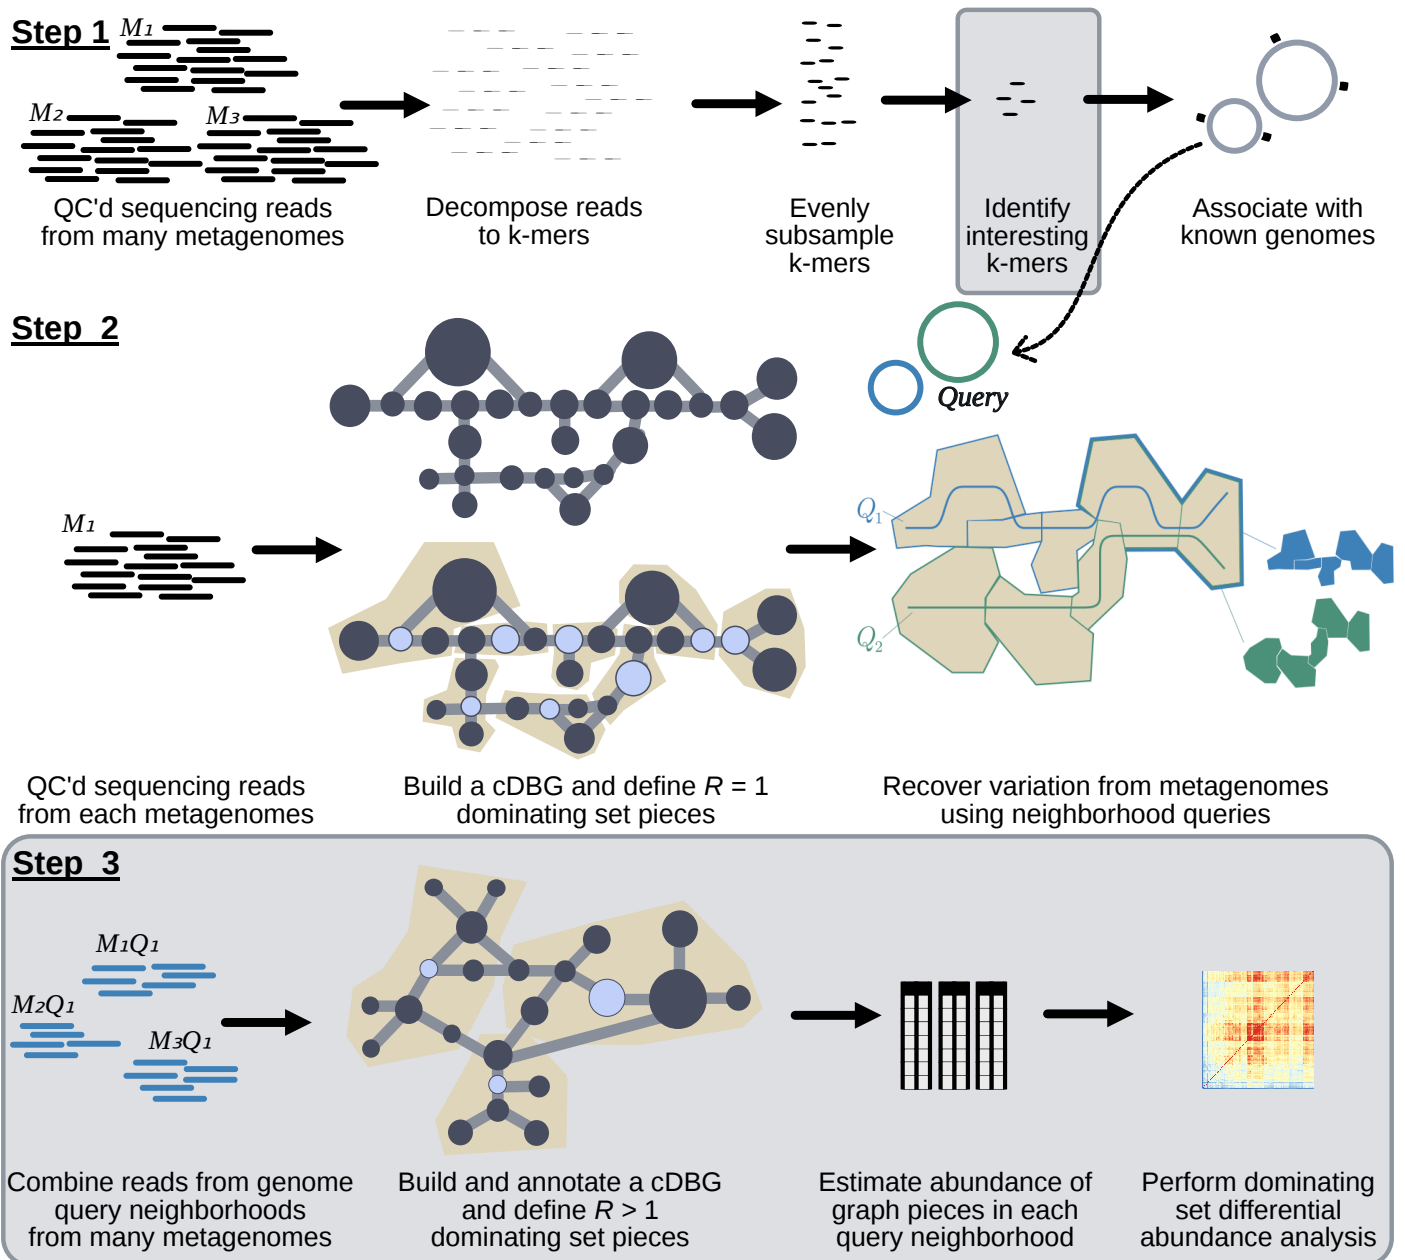 Step 1
M₁
M₂
M₃
QC'd sequencing reads
from many metagenomes
Decompose reads
to k-mers
Evenly
subsample
k-mers
Identify
interesting
k-mers
Associate with
known genomes
Step 2
Query
M₁
Q₁
Q₂
QC'd sequencing reads
from each metagenomes
Build a cDBG and define R = 1
dominating set pieces
Recover variation from metagenomes
using neighborhood queries
Step 3
M₁Q₁
M₂Q₁
M₃Q₁
Combine reads from genome
query neighborhoods
from many metagenomes
Build and annotate a cDBG
and define R > 1
dominating set pieces
Estimate abundance of
graph pieces in each
query neighborhood
Perform dominating
set differential
abundance analysis